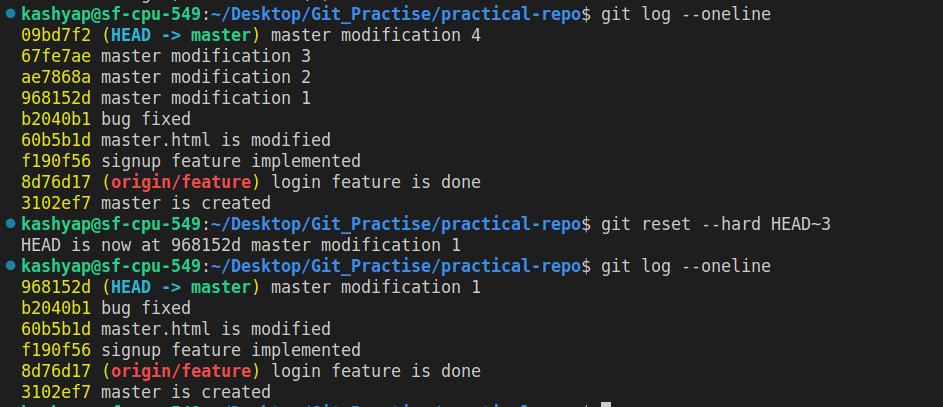 kashyap@sf-cpu-549:~/Desktop/Git_Practise/practical-repo$ git log --oneline
09bd7f2 (HEAD -> master) master modification 4
67fe7ae master modification 3
ae7868a master modification 2
968152d master modification 1
b2040b1 bug fixed
60b5b1d master.html is modified
f190f56 signup feature implemented
8d76d17 (origin/feature) login feature is done
3102ef7 master is created
kashyap@sf-cpu-549:~/Desktop/Git_Practise/practical-repo$ git reset --hard HEAD~3
HEAD is now at 968152d master modification 1
kashyap@sf-cpu-549:~/Desktop/Git_Practise/practical-repo$ git log --oneline
968152d (HEAD -> master) master modification 1
b2040b1 bug fixed
60b5b1d master.html is modified
f190f56 signup feature implemented
8d76d17 (origin/feature) login feature is done
3102ef7 master is created